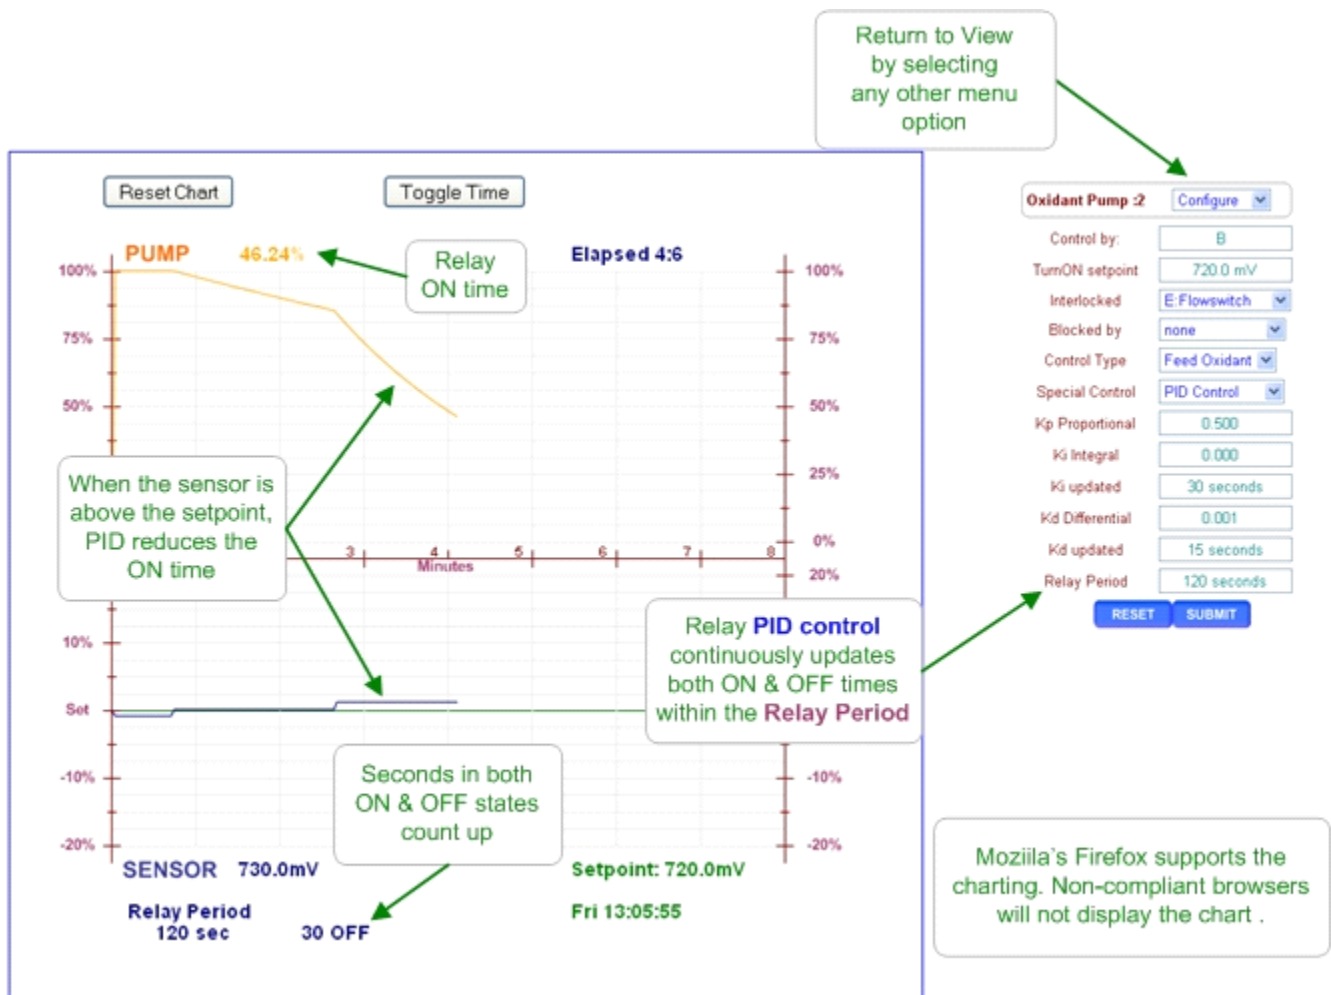 Return to View
by selecting
any other menu
option
Reset Chart
Toggle Time
PUMP 46.24%
Relay
ON time
Elapsed 4:6
100%
75%
50%
When the sensor is
above the setpoint,
PID reduces the
ON time
3 4 5 6 7 8
Minutes
100%
75%
50%
25%
0%
20%
10%
Set
-10%
-20%
-10%
-20%
Relay PID control
continuously updates
both ON & OFF times
within the Relay Period
Seconds in both
ON & OFF states
count up
SENSOR 730.0mV
Setpoint: 720.0mV
Relay Period
120 sec
30 OFF
Fri 13:05:55
Oxidant Pump :2 Configure
Control by: B
TurnON setpoint 720.0 mV
Interlocked E:Flowswitch
Blocked by none
Control Type Feed Oxidant
Special Control PID Control
Kp Proportional 0.500
Ki Integral 0.000
Ki updated 30 seconds
Kd Differential 0.001
Kd updated 15 seconds
Relay Period 120 seconds
RESET SUBMIT
Moziila's Firefox supports the
charting. Non-compliant browsers
will not display the chart .